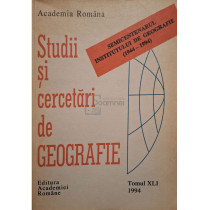 Academia Română
SEMICENTENARUL
INSTITUTULUI DE GEOGRAFIE
(1944-1994)
Studii
și
cercetări
de
GEOGRAFIE
Editura
Academiei
Române
Tomul XLI
1994